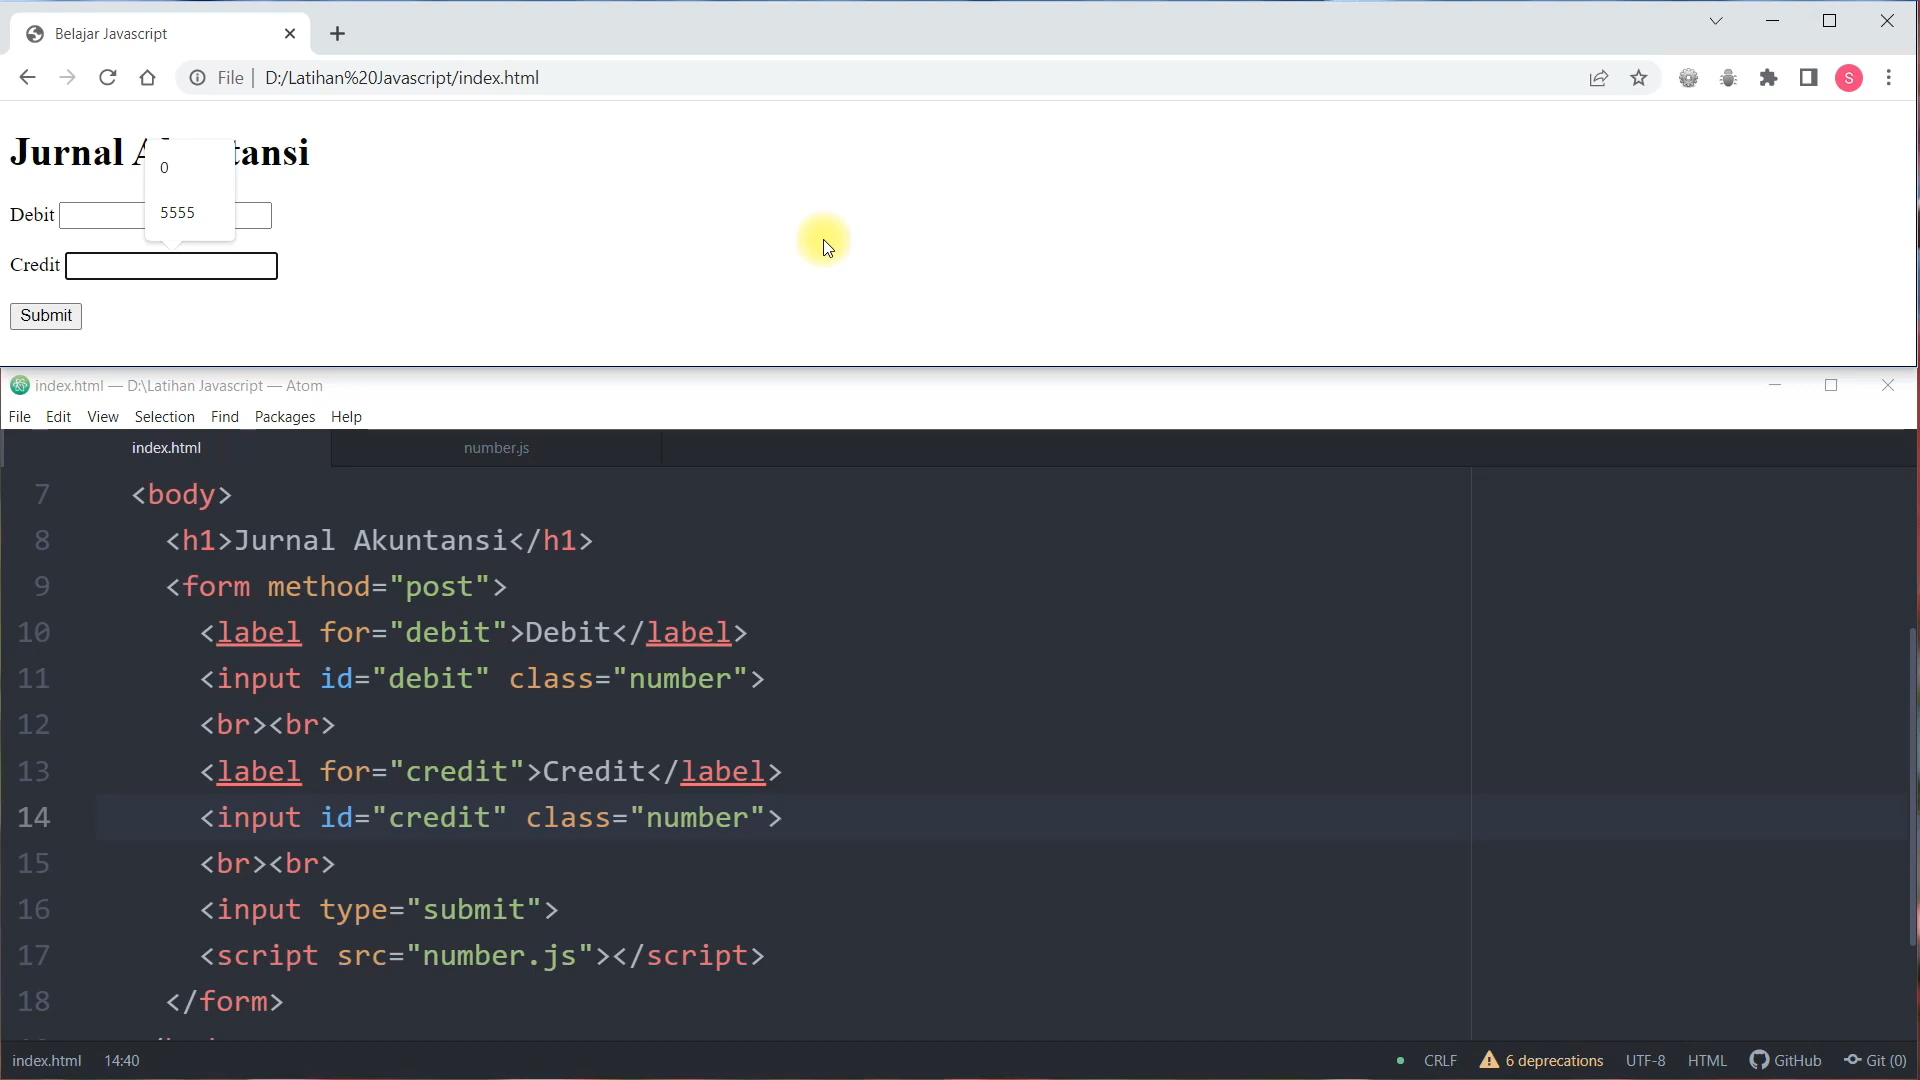 Belajar Javascript
File | D:/Latihan%20Javascript/index.html
S
Jurnal A tansi
0
Debit
5555
Credit
Submit
index.html — D:\Latihan Javascript — Atom
File Edit View Selection Find Packages Help
index.html number.js
7 <body>
8 <h1>Jurnal Akuntansi</h1>
9 <form method="post">
10 <label for="debit">Debit</label>
11 <input id="debit" class="number">
12 <br><br>
13 <label for="credit">Credit</label>
14 <input id="credit" class="number">
15 <br><br>
16 <input type="submit">
17 <script src="number.js"></script>
18 </form>
index.html 14:40 CRLF 6 deprecations UTF-8 HTML GitHub Git (0)